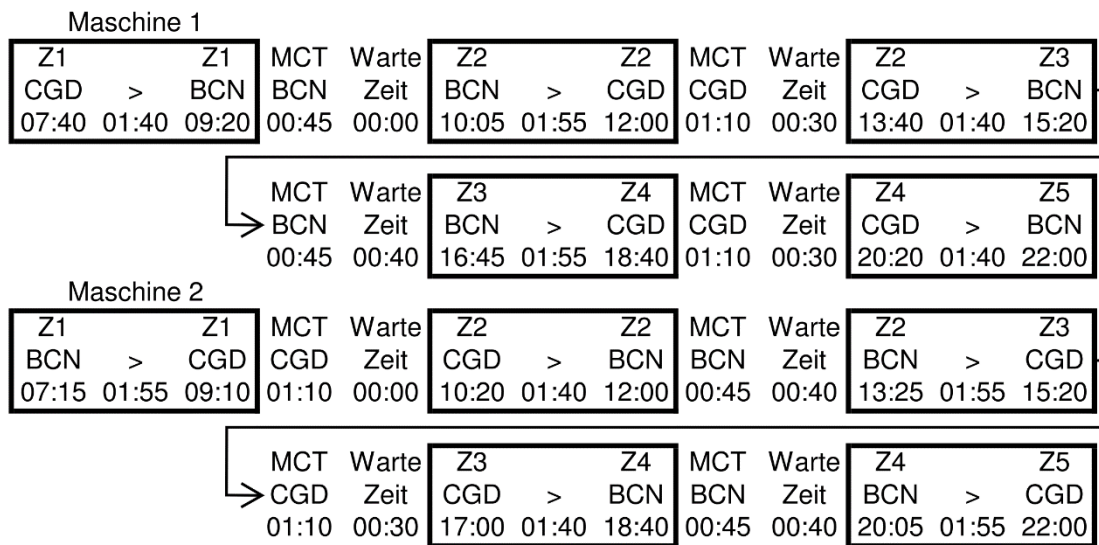 Maschine 1
Z1 Z1 MCT Warte Z2 Z2 MCT Warte Z2 Z3
CGD > BCN BCN Zeit BCN > CGD CGD Zeit CGD > BCN
07:40 01:40 09:20 00:45 00:00 10:05 01:55 12:00 01:10 00:30 13:40 01:40 15:20
MCT Warte Z3 Z4 MCT Warte Z4 Z5
BCN Zeit BCN > CGD CGD Zeit CGD > BCN
00:45 00:40 16:45 01:55 18:40 01:10 00:30 20:20 01:40 22:00
Maschine 2
Z1 Z1 MCT Warte Z2 Z2 MCT Warte Z2 Z3
BCN > CGD CGD Zeit CGD > BCN BCN Zeit BCN > CGD
07:15 01:55 09:10 01:10 00:00 10:20 01:40 12:00 00:45 00:40 13:25 01:55 15:20
MCT Warte Z3 Z4 MCT Warte Z4 Z5
CGD Zeit CGD > BCN BCN Zeit BCN > CGD
01:10 00:30 17:00 01:40 18:40 00:45 00:40 20:05 01:55 22:00